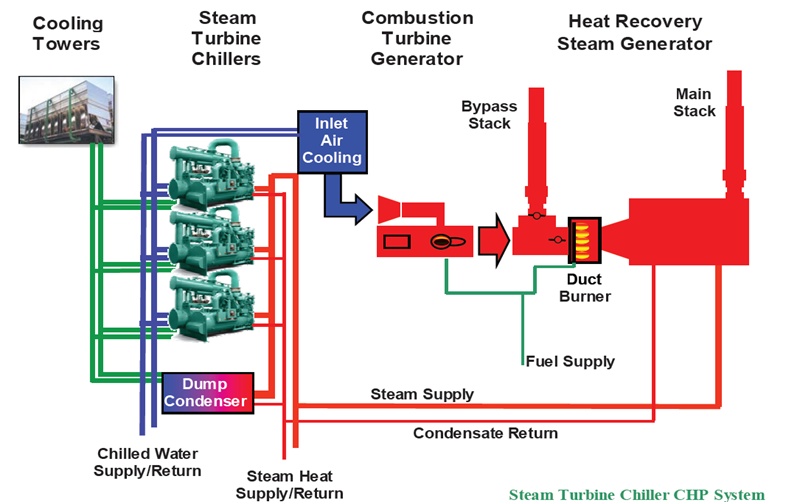 Cooling
Towers
Steam
Turbine
Chillers
Combustion
Turbine
Generator
Heat Recovery
Steam Generator
Bypass
Stack
Main
Stack
Inlet
Air
Cooling
Duct
Burner
Fuel Supply
Dump
Condenser
Steam Supply
Condensate Return
Chilled Water
Supply/Return
Steam Heat
Supply/Return
Steam Turbine Chiller CHP System